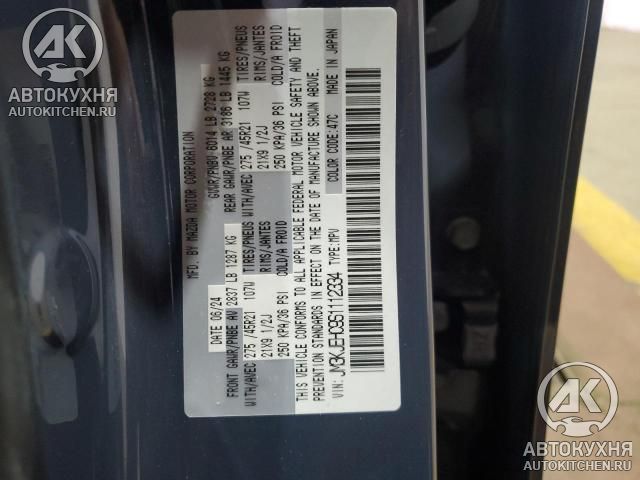 АК
АВТОКУХНЯ
AUTOKITCHEN.RU
MFD. BY MAZDA MOTOR CORPORATION
DATE 06/24 GVWR/PNBV 6014 LB 2728 KG
FRONT GAWR/PNBE AV 2837 LB 1287 KG REAR GAWR/PNBE AR 3186 LB 1445 KG
WITH/AVEC 275 /45R21 107W TIRES/PNEUS WITH/AVEC 275 /45R21 107W TIRES/PNEUS
21X9 1/2J RIMS/JANTES 21X9 1/2J RIMS/JANTES
250 KPA/36 PSI COLD/A FROID 250 KPA/36 PSI COLD/A FROID
THIS VEHICLE CONFORMS TO ALL APPLICABLE FEDERAL MOTOR VEHICLE SAFETY AND THEFT
PREVENTION STANDARDS IN EFFECT ON THE DATE OF MANUFACTURE SHOWN ABOVE.
VIN: JM3KJEHC9S1112334 TYPE:MPV COLOR CODE:47C MADE IN JAPAN
АК
АВТОКУХНЯ
AUTOKITCHEN.RU